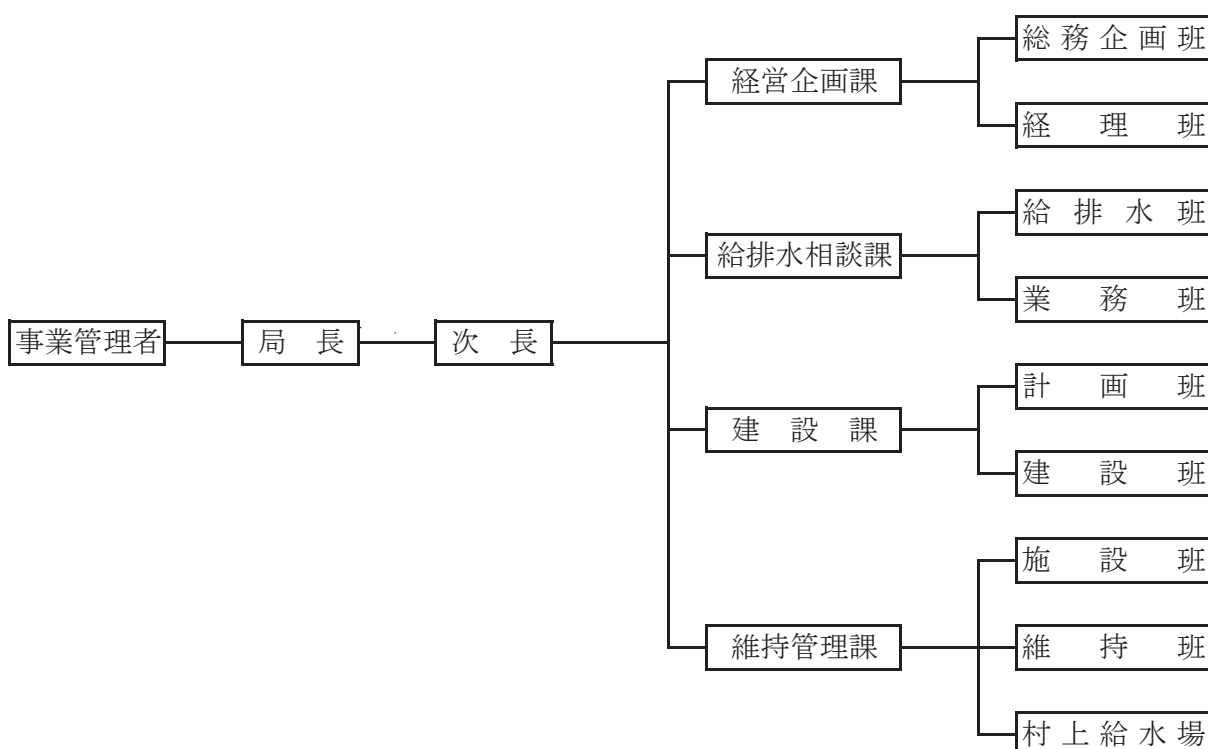 事業管理者
局長
次長
経営企画課
総務企画班
経理班
給排水相談課
給排水班
業務班
建設課
計画班
建設班
維持管理課
施設班
維持班
村上給水場